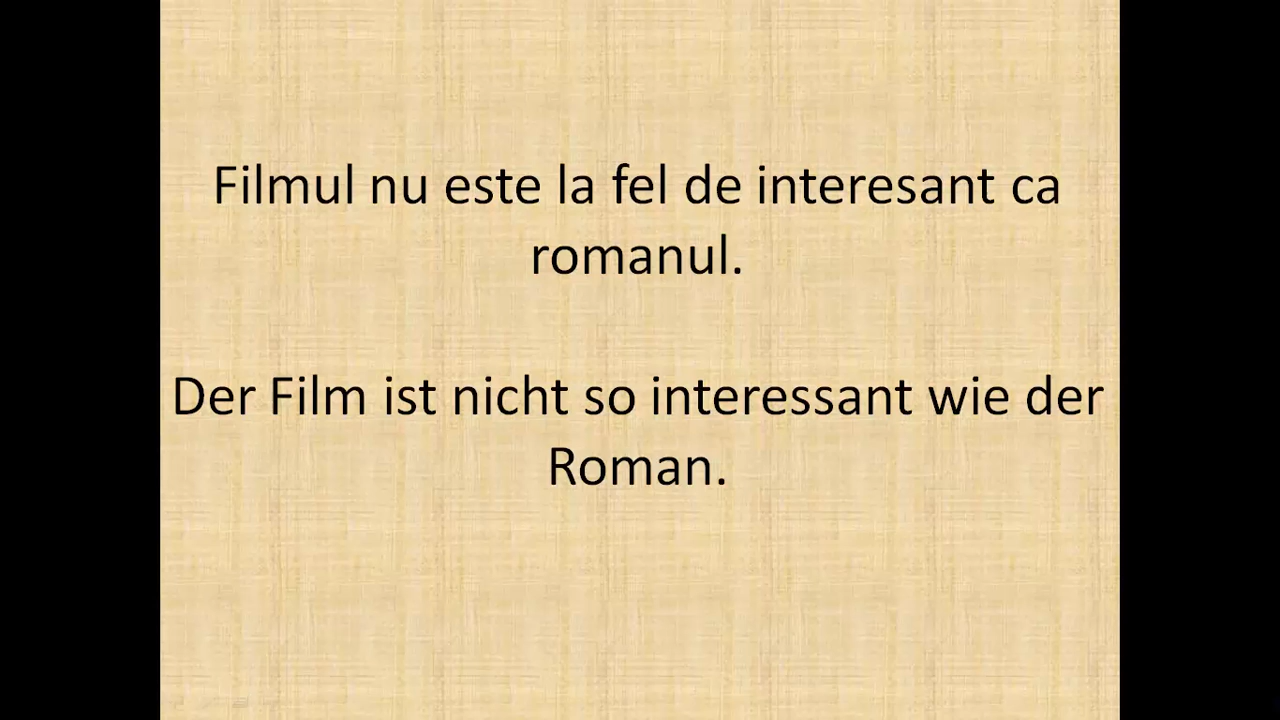 Filmul nu este la fel de interesant ca
romanul.
Der Film ist nicht so interessant wie der
Roman.